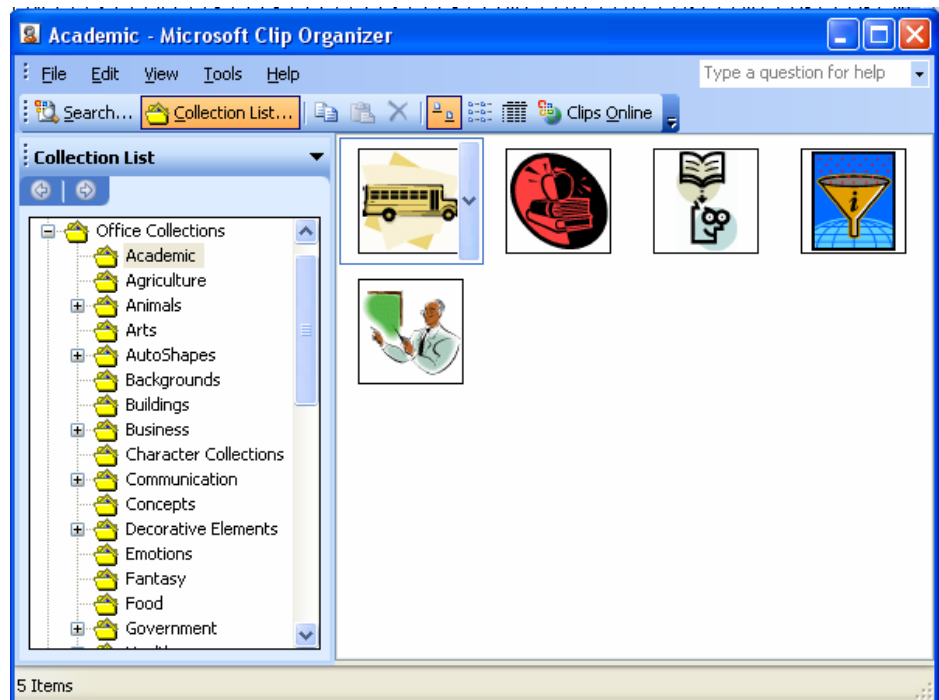 Academic - Microsoft Clip Organizer
File Edit View Tools Help
Type a question for help
Search... Collection List... Clips Online
Collection List
Office Collections
Academic
Agriculture
Animals
Arts
AutoShapes
Backgrounds
Buildings
Business
Character Collections
Communication
Concepts
Decorative Elements
Emotions
Fantasy
Food
Government
i
5 Items